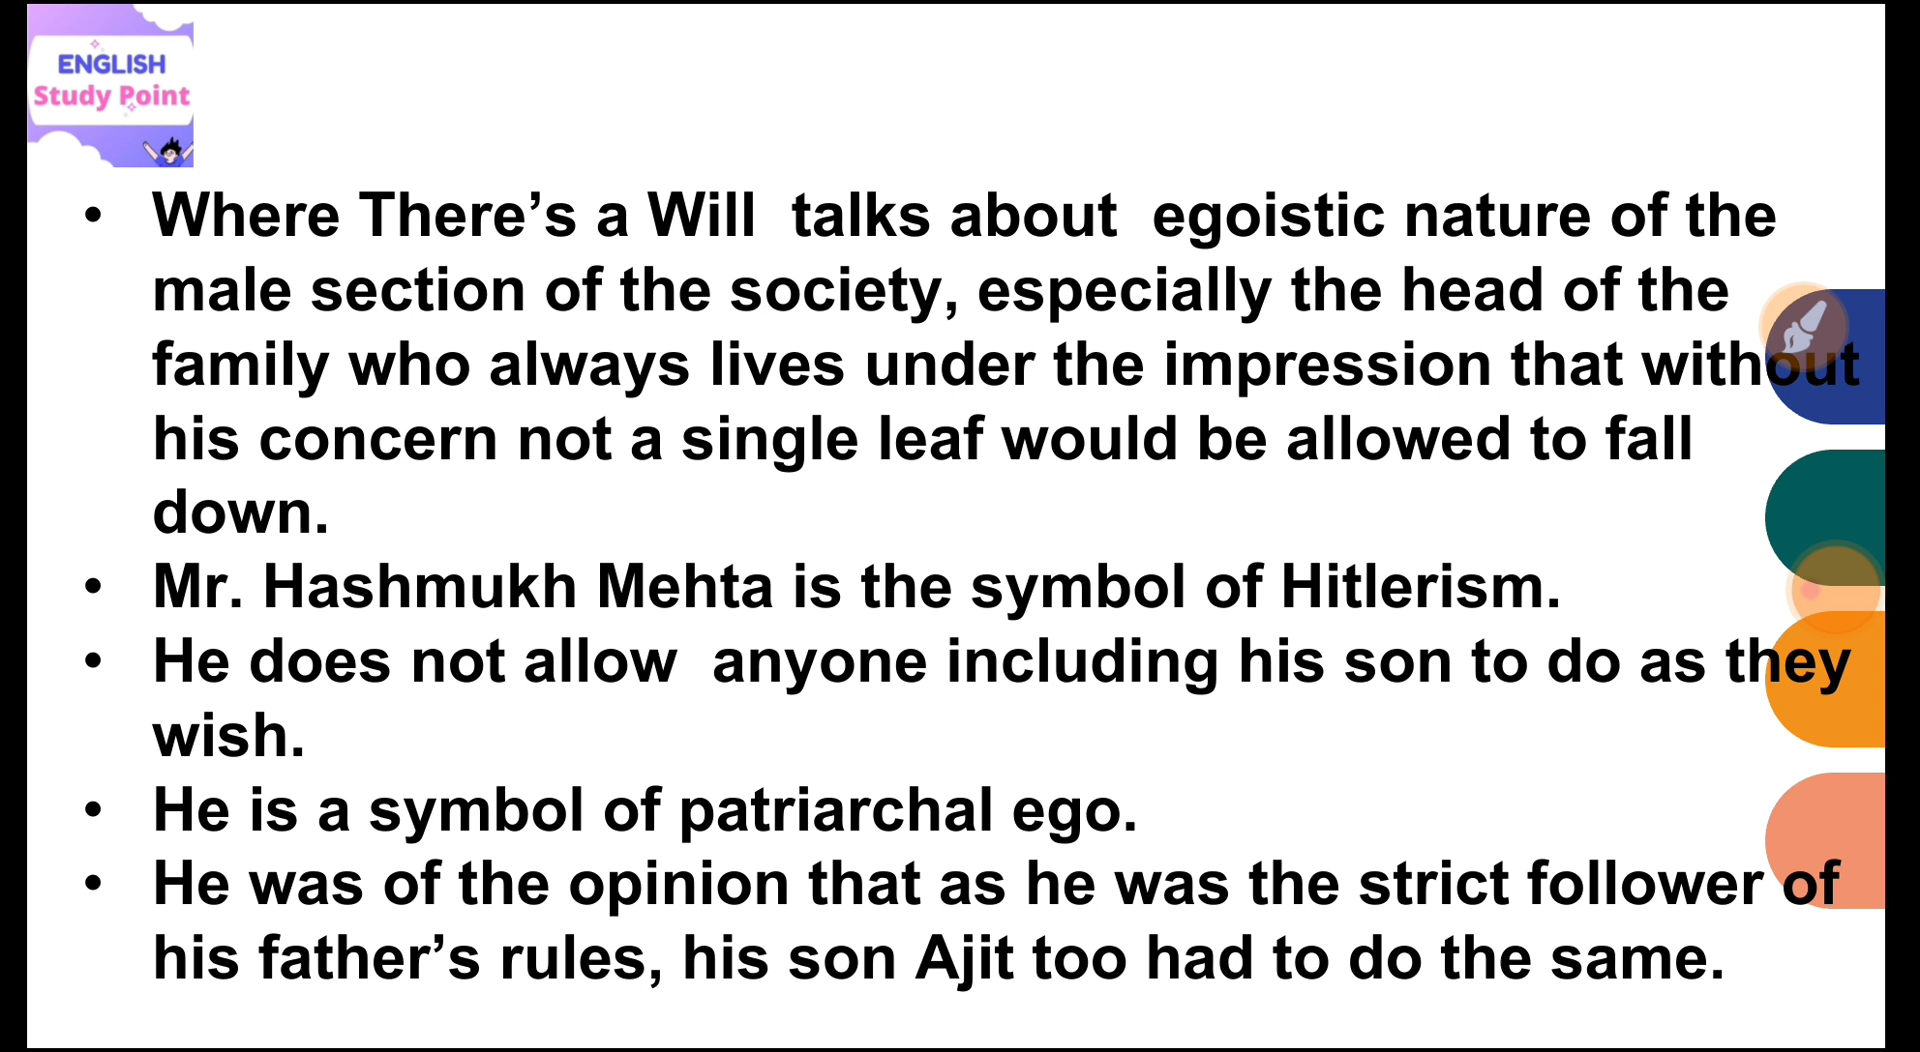 ENGLISH
Study Point
• Where There’s a Will  talks about  egoistic nature of the
male section of the society, especially the head of the
family who always lives under the impression that without
his concern not a single leaf would be allowed to fall
down.
• Mr. Hashmukh Mehta is the symbol of Hitlerism.
• He does not allow  anyone including his son to do as they
wish.
• He is a symbol of patriarchal ego.
• He was of the opinion that as he was the strict follower of
his father’s rules, his son Ajit too had to do the same.